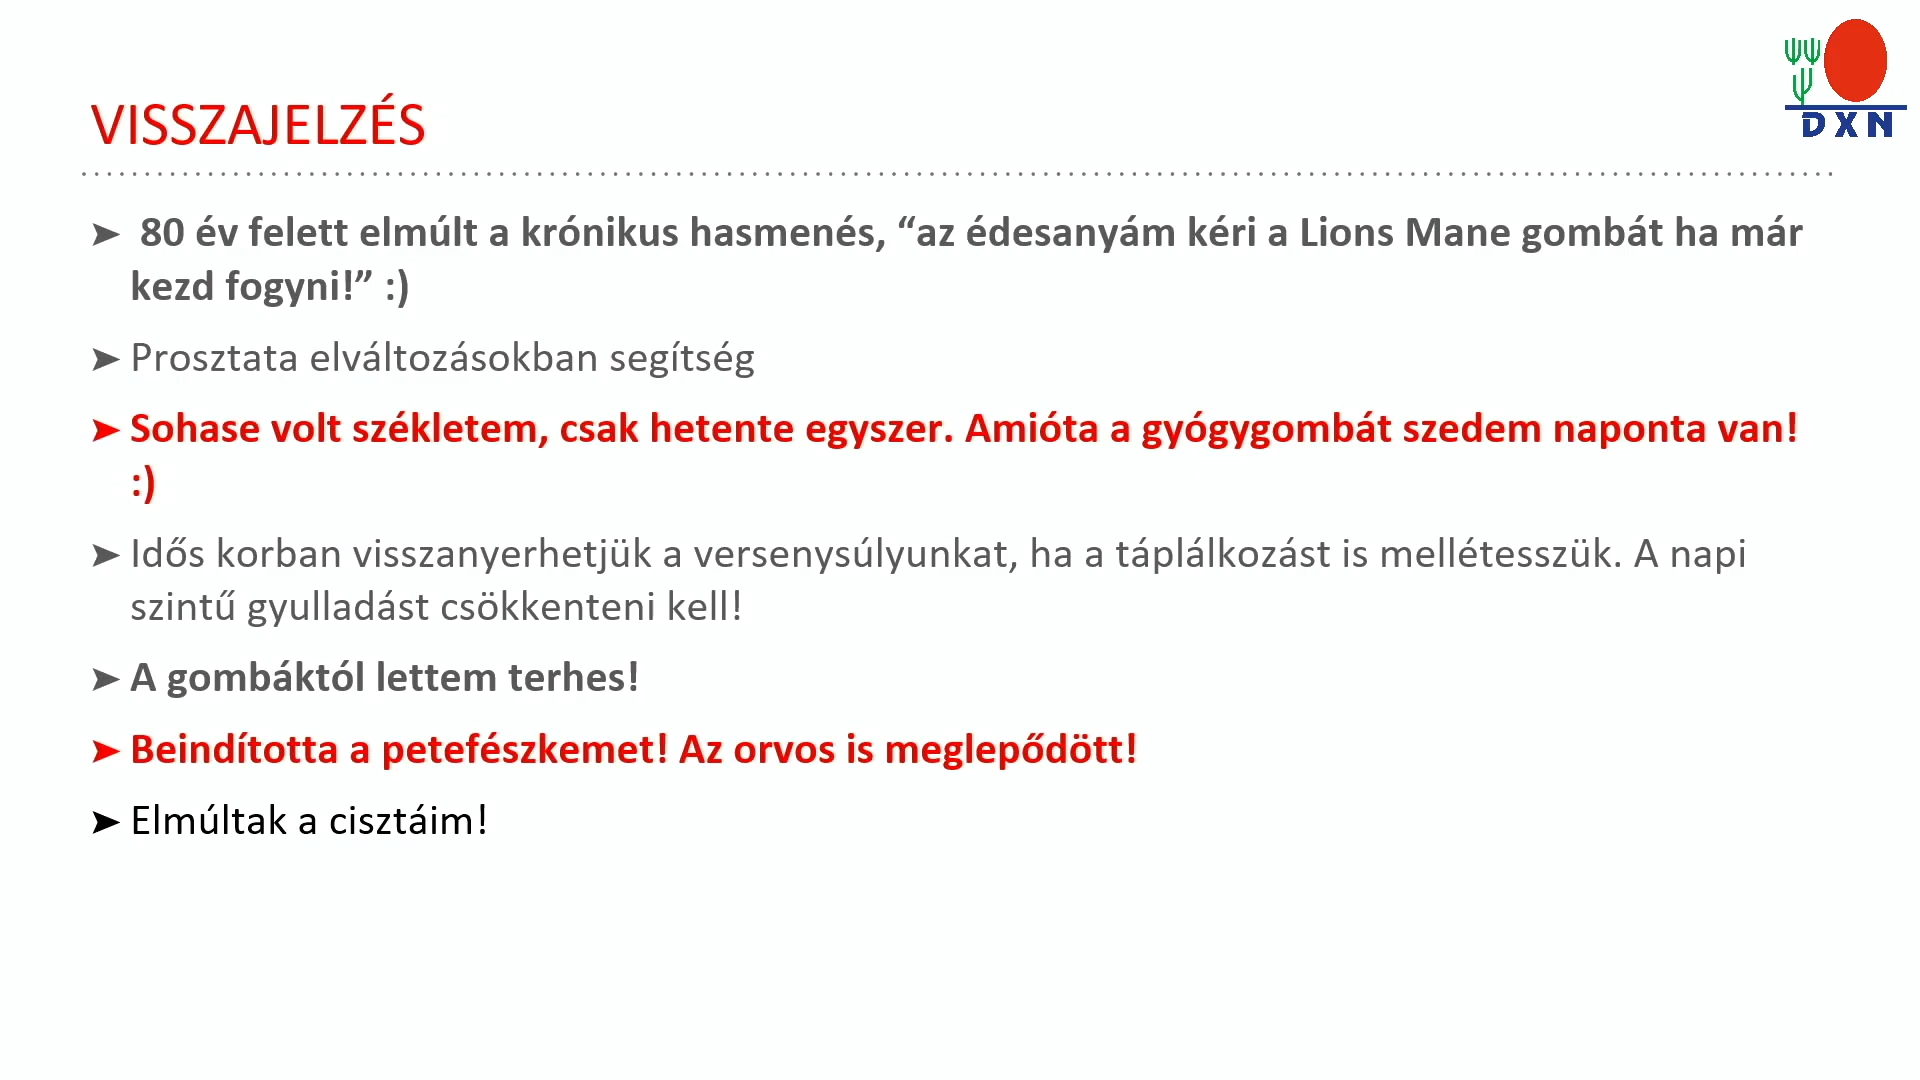 DXN
VISSZAJELZÉS
➤ 80 év felett elmúlt a krónikus hasmenés, “az édesanyám kéri a Lions Mane gombát ha már
kezd fogyni!” :)
➤ Prosztata elváltozásokban segítség
➤ Sohase volt székletem, csak hetente egyszer. Amióta a gyógygombát szedem naponta van!
:)
➤ Idős korban visszanyerhetjük a versenysúlyunkat, ha a táplálkozást is mellétesszük. A napi
szintű gyulladást csökkenteni kell!
➤ A gombáktól lettem terhes!
➤ Beindította a petefészkemet! Az orvos is meglepődött!
➤ Elmúltak a cisztáim!